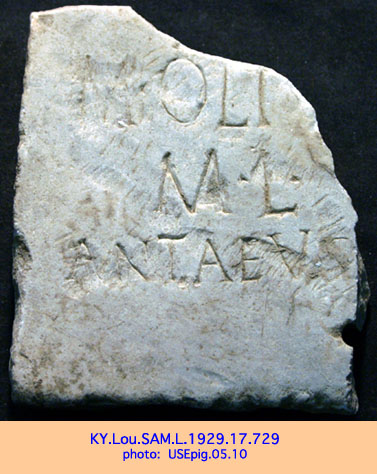 M OLI
M·L·
ANTAEVS
KY.Lou.SAM.L.1929.17.729
photo: USEpig.05.10